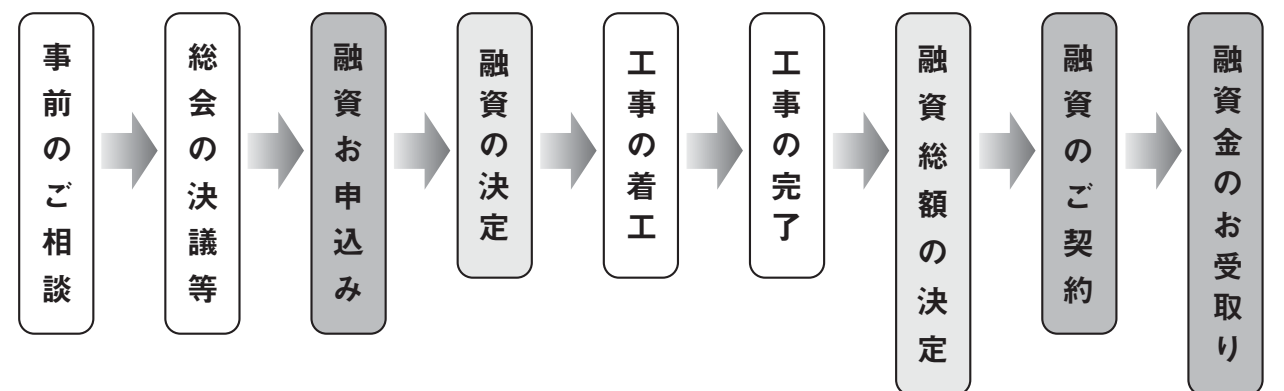 事前のご相談
総会の決議等
融資お申込み
融資の決定
工事の着工
工事の完了
融資総額の決定
融資のご契約
融資金のお受取り